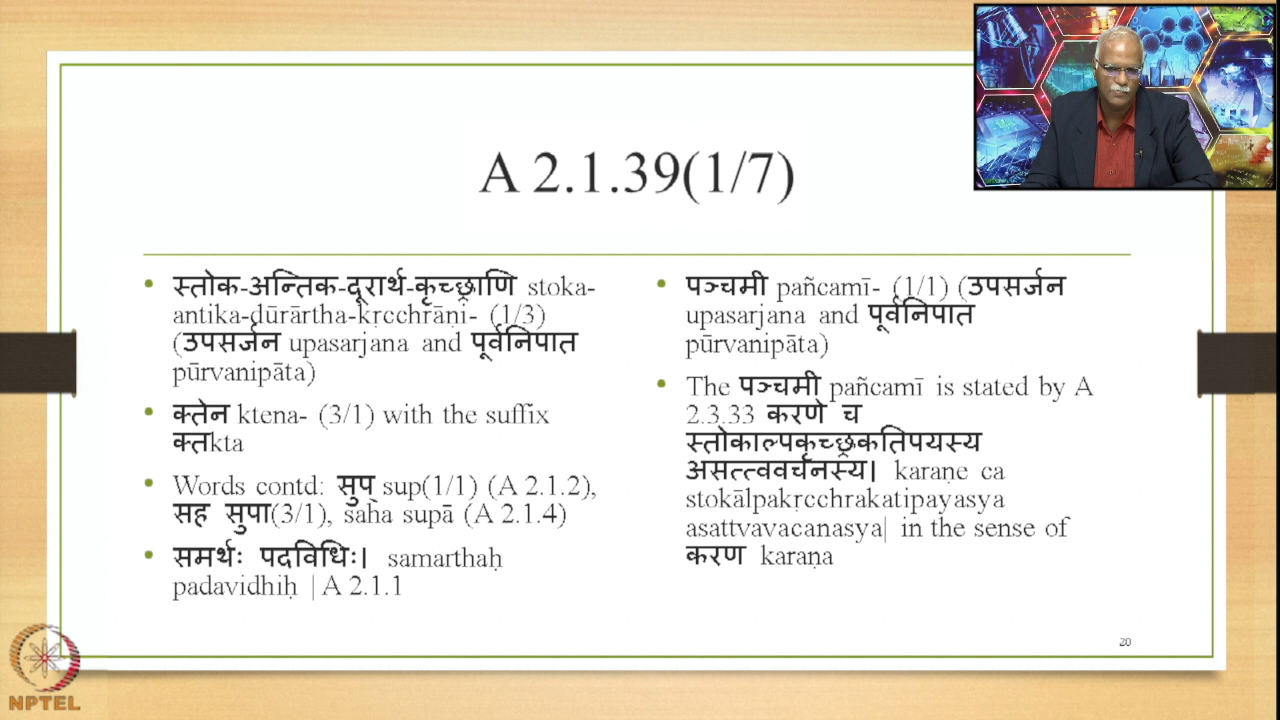 A 2.1.39(1/7)
स्तोक-अन्तिक-दूरार्थ-कृच्छ्राणि stoka-
antika-dūrārtha-kṛcchrāṇi- (1/3)
(उपसर्जन upasarjana and पूर्वनिपात
pūrvanipāta)
क्तेन ktena- (3/1) with the suffix
क्तkta
Words contd: सुप् sup(1/1) (A 2.1.2),
सह सुपा(3/1), saha supā (A 2.1.4)
समर्थः पदविधिः। samarthaḥ
padavidhiḥ | A 2.1.1
पञ्चमी pañcamī- (1/1) (उपसर्जन
upasarjana and पूर्वनिपात
pūrvanipāta)
The पञ्चमी pañcamī is stated by A
2.3.33 करणे च
स्तोकाल्पकृच्छ्रकतिपयस्य
असत्त्ववचनस्य। karaṇe ca
stokālpakṛcchrakatipayasya
asattvavacanasya| in the sense of
करण karaṇa
20
NPTEL